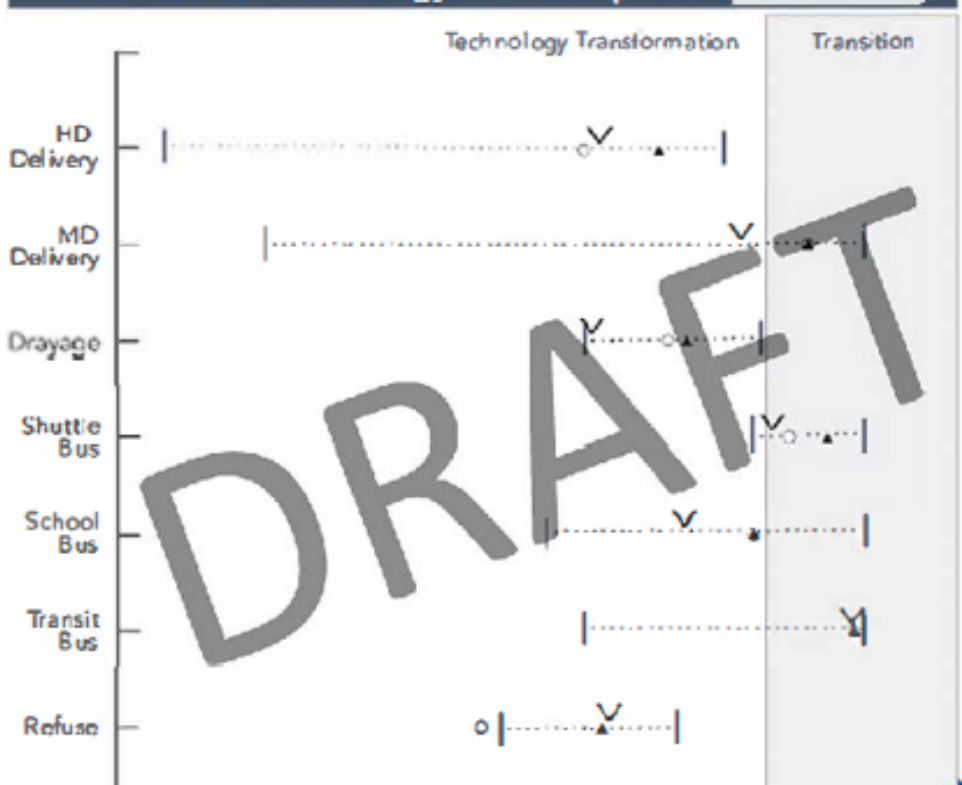 Technology Transformation
Transition
HD
Delivery
MD
Delivery
Drayage
Shuttle
Bus
School
Bus
Transit
Bus
Refuse
DRAFT